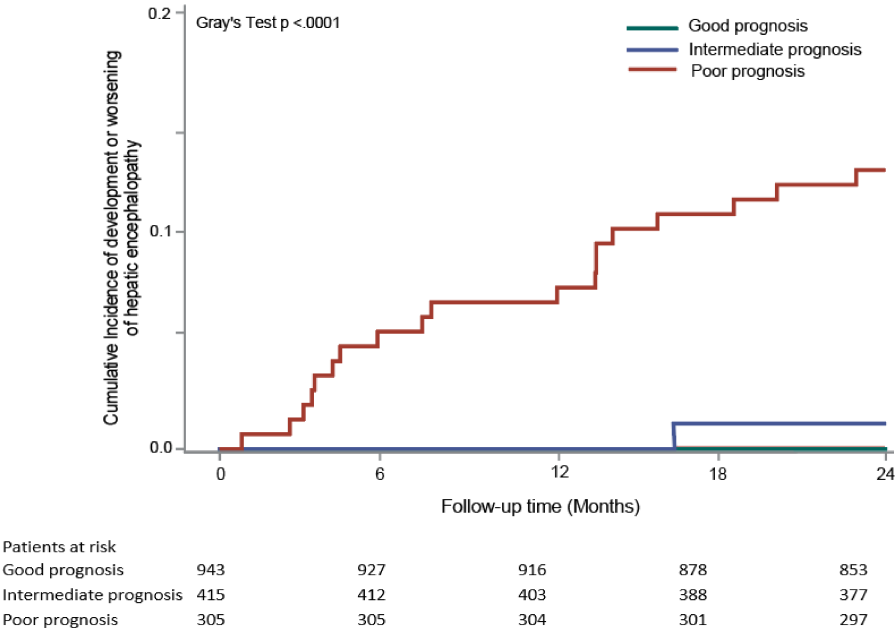 0.2
Gray's Test p <.0001
Good prognosis
Intermediate prognosis
Poor prognosis
Cumulative Incidence of development or worsening
of hepatic encephalopathy
0.1
0.0
0 6 12 18 24
Follow-up time (Months)
Patients at risk
Good prognosis 943 927 916 878 853
Intermediate prognosis 415 412 403 388 377
Poor prognosis 305 305 304 301 297